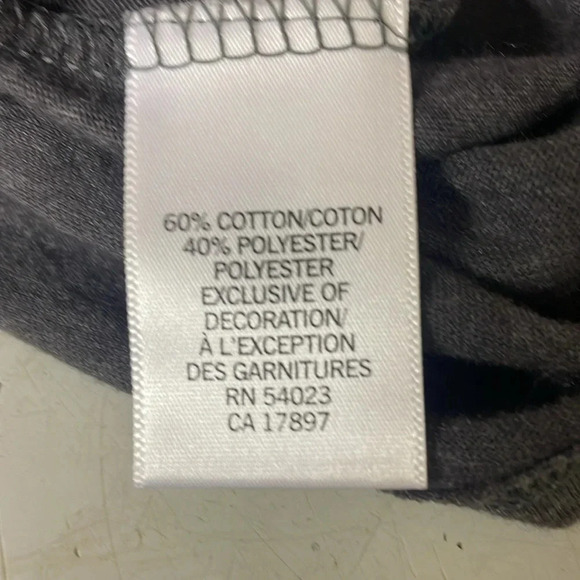 60% COTTON/COTON
40% POLYESTER/
POLYESTER
EXCLUSIVE OF
DECORATION/
À L'EXCEPTION
DES GARNITURES
RN 54023
CA 17897